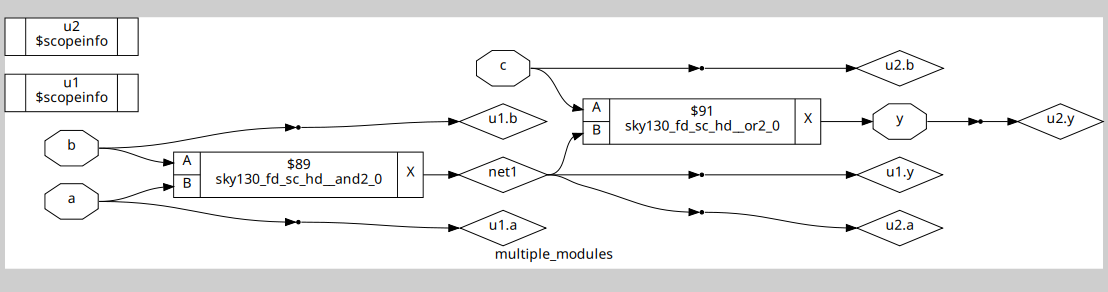 u2
$scopeinfo
u1
$scopeinfo
c
u2.b
A
B
$91
sky130_fd_sc_hd__or2_0
X
y
u2.y
b
u1.b
A
B
$89
sky130_fd_sc_hd__and2_0
X
net1
u1.y
a
u1.a
u2.a
multiple_modules